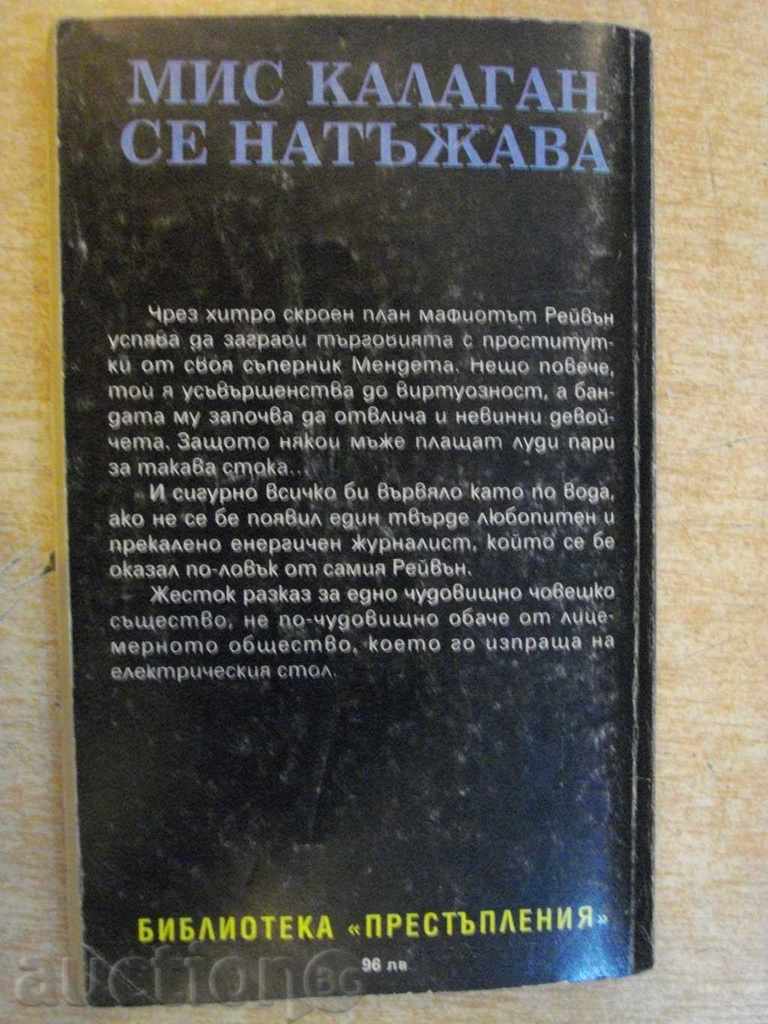 МИС КАЛАГАН
СЕ НАТЪЖАВА
Чрез хитро скроен план мафиотът Рейвън
успява да заграби търговията с проститут-
ки от своя съперник Мендета. Нещо повече,
той я усъвършенства до виртуозност, а бан-
дата му започва да отвлича и невинни девой-
чета. Защото някои мъже плащат луди пари
за такава стока...
И сигурно всичко би вървяло като по вода,
ако не се бе появил един твърде любопитен и
прекалено енергичен журналист, който се бе
оказал по-ловък от самия Рейвън.
Жесток разказ за едно чудовищно човешко
същество, не по-чудовищно обаче от лице-
мерното общество, което го изпраща на
електрическия стол.
БИБЛИОТЕКА «ПРЕСТЪПЛЕНИЯ»
96 лв
auctionBG